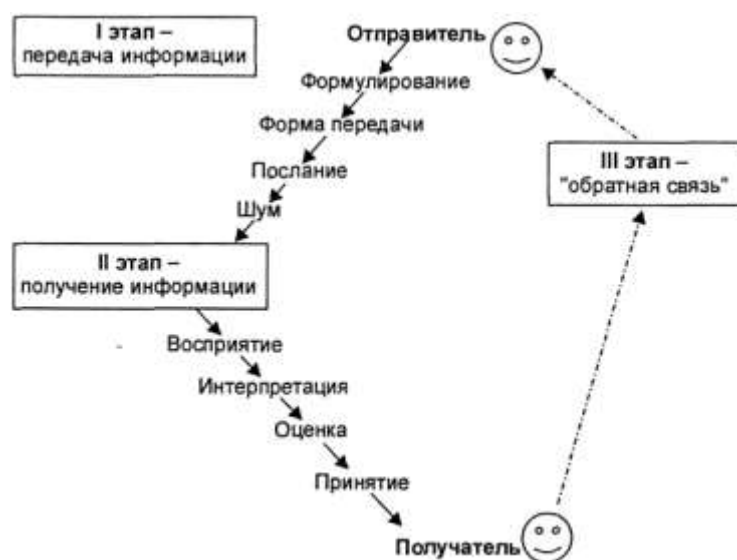 I этап –
передача информации
Отправитель
Формулирование
Форма передачи
Послание
Шум
III этап –
"обратная связь"
II этап –
получение информации
Восприятие
Интерпретация
Оценка
Принятие
Получатель